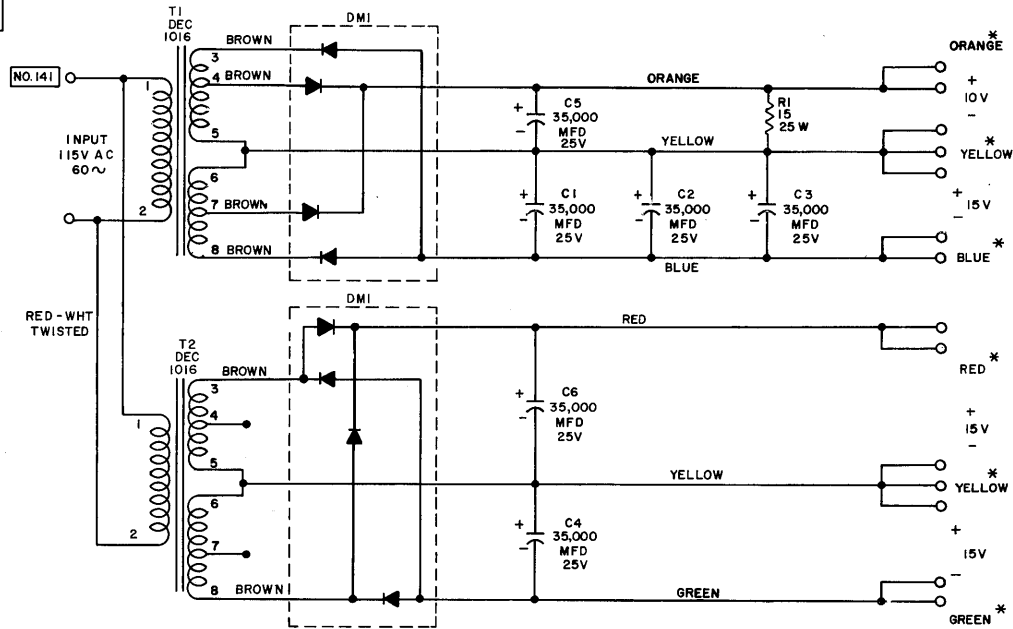 T1
DEC
1016
DM1
3
BROWN
4
BROWN
5
6
7
BROWN
8
BROWN
1
2
NO. 141
INPUT
115V AC
60~
RED-WHT
TWISTED
ORANGE
YELLOW
BLUE
+
C5
35,000
MFD
25V
-
+
C1
35,000
MFD
25V
-
+
C2
35,000
MFD
25V
-
+
C3
35,000
MFD
25V
-
R1
15
25 W
ORANGE *
+
10V
-
YELLOW *
+
15V
-
BLUE *
T2
DEC
1016
DM1
BROWN
3
4
5
6
7
8
BROWN
1
2
RED
YELLOW
GREEN
+
C6
35,000
MFD
25V
-
+
C4
35,000
MFD
25V
-
RED *
+
15V
-
YELLOW *
+
15V
-
GREEN *